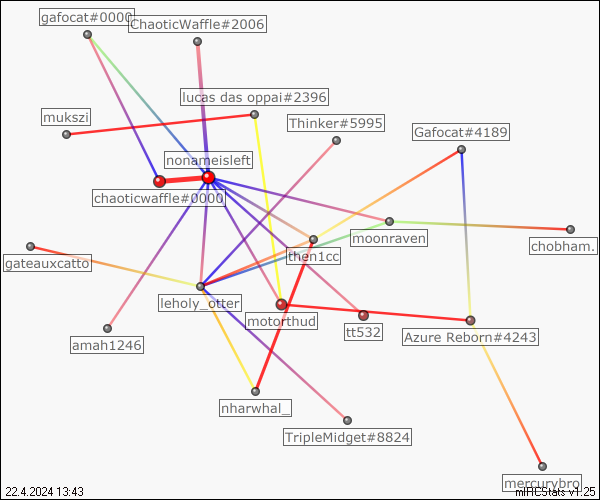 gafocat#0000
ChaoticWaffle#2006
lucas das oppai#2396
mukszi
Thinker#5995
Gafocat#4189
nonameisleft
chaoticwaffle#0000
moonraven
chobham.
then1cc
gateauxcatto
leholy_otter
motorthud
tt532
Azure Reborn#4243
amah1246
nharwhal_
TripleMidget#8824
mercurybro
22.4.2024 13:43
mIRCStats v1.25